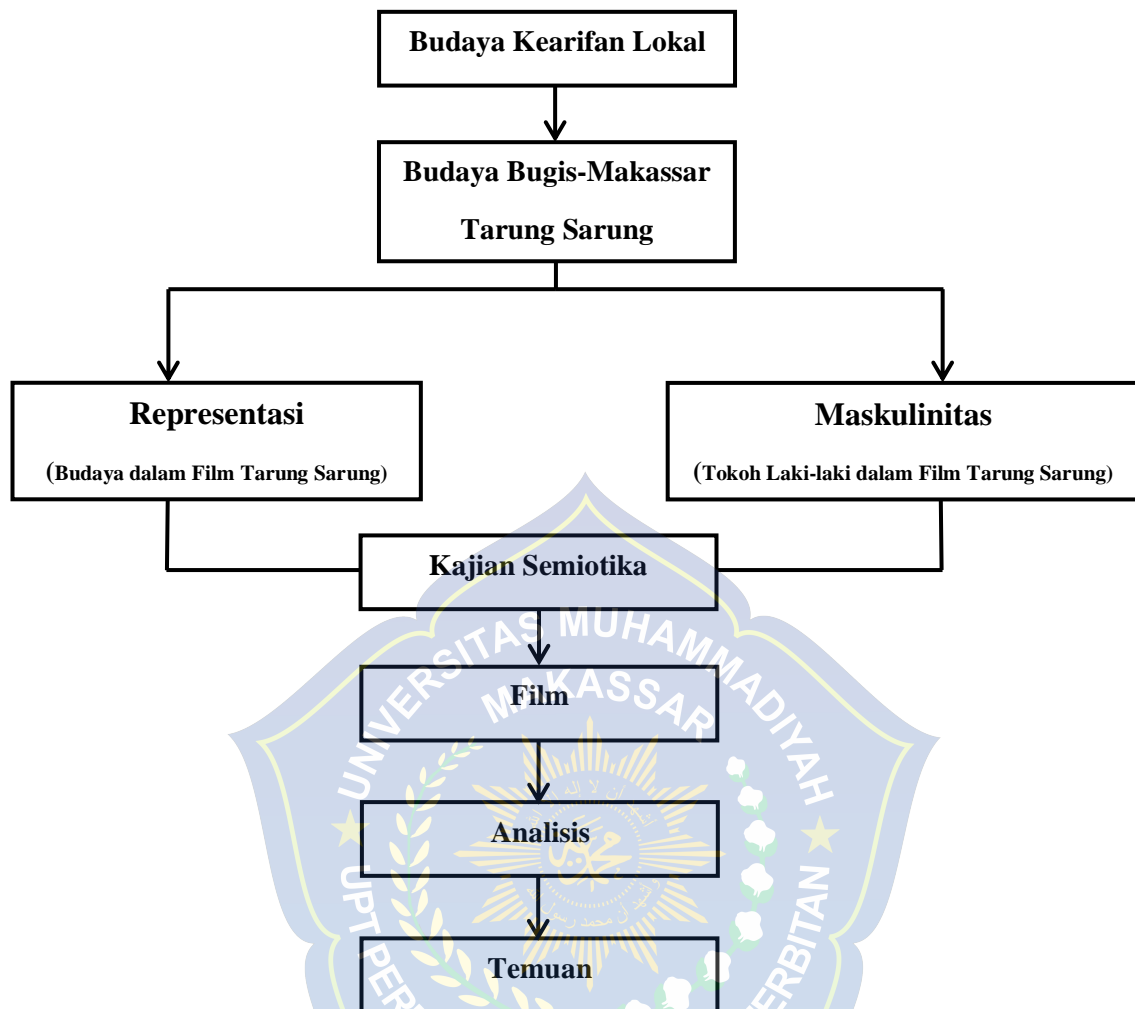 Budaya Kearifan Lokal
Budaya Bugis-Makassar
Tarung Sarung
Representasi
(Budaya dalam Film Tarung Sarung)
Maskulinitas
(Tokoh Laki-laki dalam Film Tarung Sarung)
Kajian Semiotika
UNIVERSITAS MUHAMMADIYAH
MAKASSAR
Film
Analisis
Temuan
UPT PER
ERBITAN